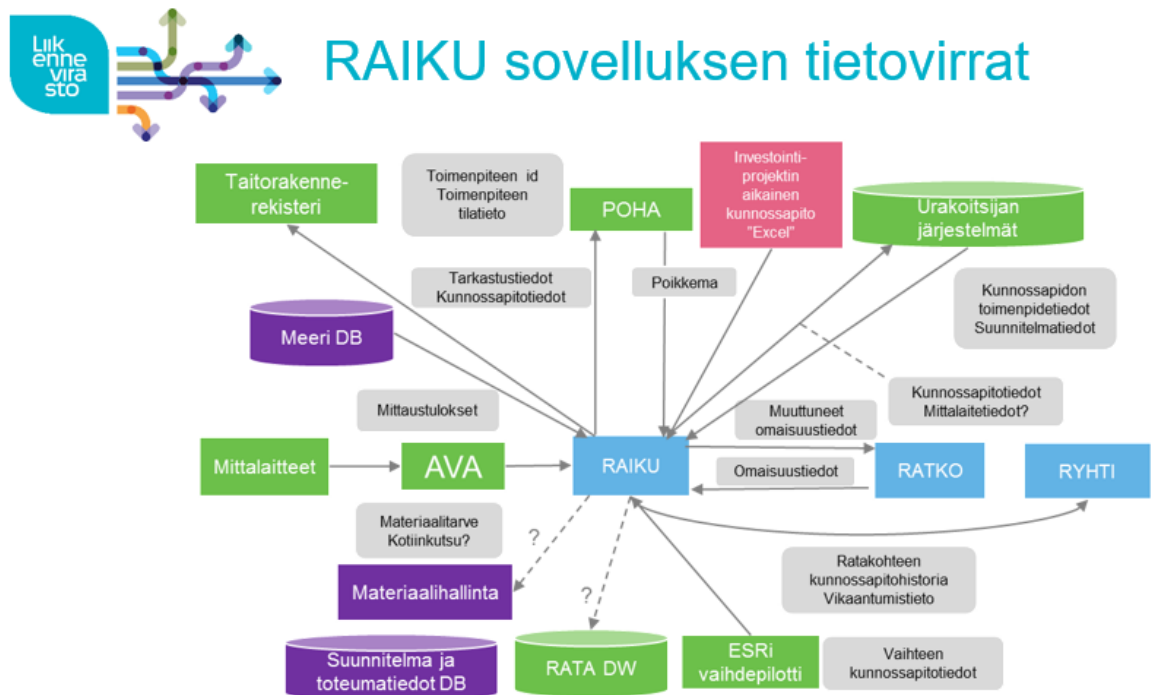 Liik
enne
vira
sto
RAIKU sovelluksen tietovirrat
Taitorakenne-
rekisteri
Toimenpiteen id
Toimenpiteen
tilatieto
POHA
Investointi-
projektin
aikainen
kunnossapito
"Excel"
Urakoitsijan
järjestelmät
Tarkastustiedot
Kunnossapitotiedot
Poikkema
Kunnossapidon
toimenpidetiedot
Suunnitelmatiedot
Meeri DB
Mittaustulokset
Muuttuneet
omaisuustiedot
Kunnossapitotiedot
Mittalaitetiedot?
Mittalaitteet
AVA
RAIKU
Omaisuustiedot
RATKO
RYHTI
Materiaalitarve
Kotiinkutsu?
?
?
Ratakohteen
kunnossapitohistoria
Vikaantumistieto
Materiaalihallinta
Suunnitelma ja
toteumatiedot DB
RATA DW
ESRi
vaihdepilotti
Vaihteen
kunnossapitotiedot